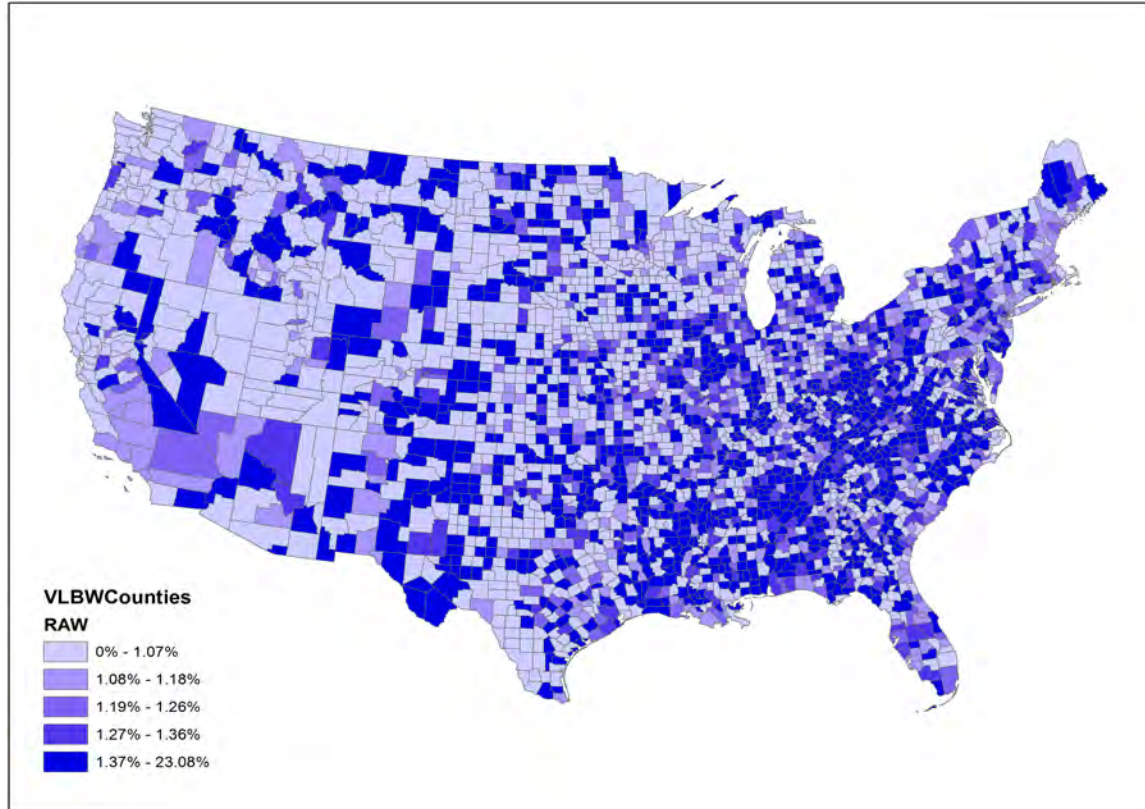 VLBWCounties
RAW
0% - 1.07%
1.08% - 1.18%
1.19% - 1.26%
1.27% - 1.36%
1.37% - 23.08%